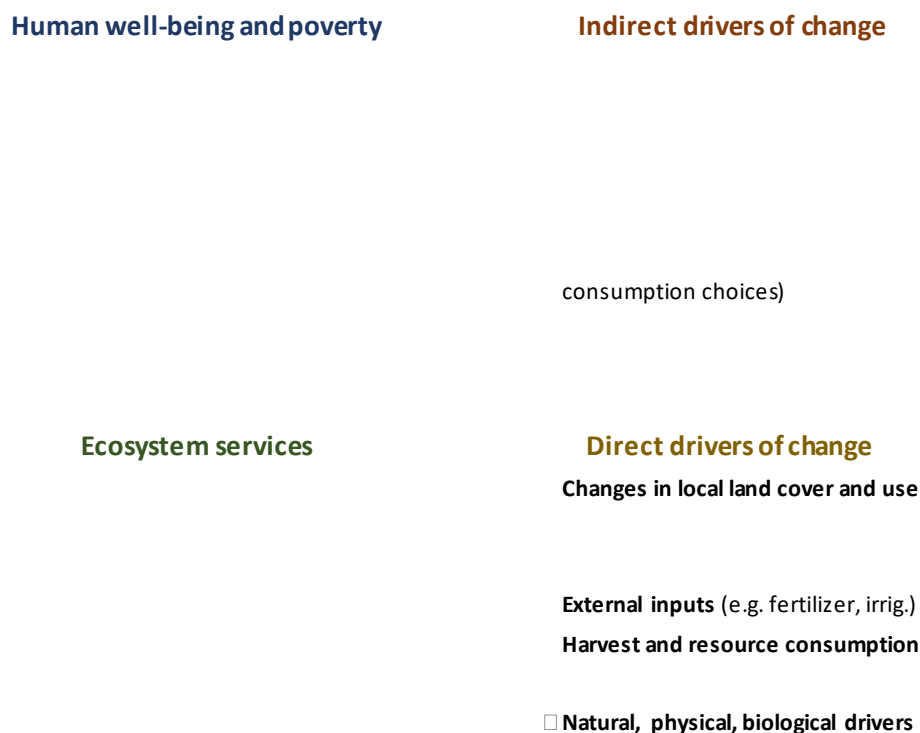 Human well-being and poverty
Indirect drivers of change
consumption choices)
Ecosystem services
Direct drivers of change
Changes in local land cover and use
External inputs (e.g. fertilizer, irrig.)
Harvest and resource consumption
Natural, physical, biological drivers